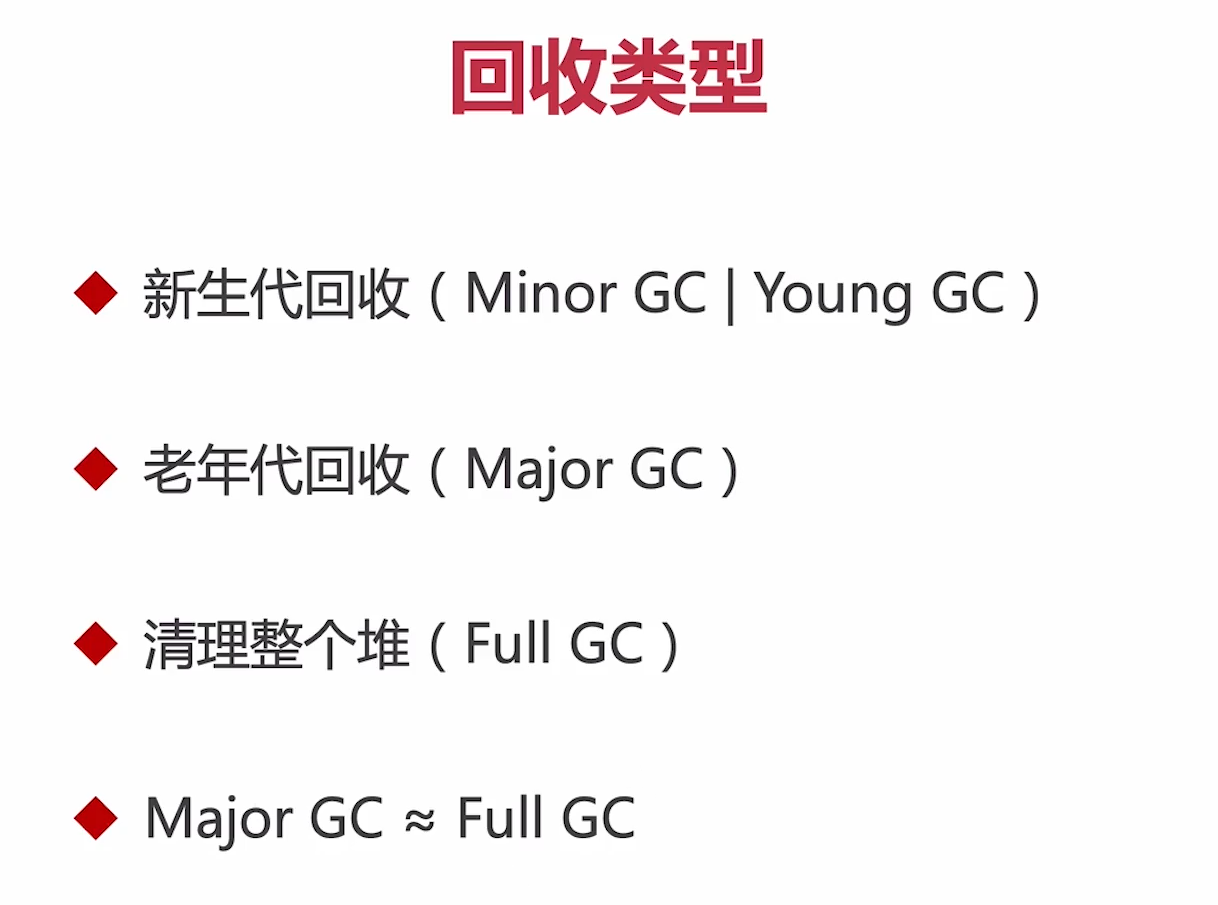 回收类型
新生代回收（Minor GC | Young GC）
老年代回收（Major GC）
清理整个堆（Full GC）
Major GC ≈ Full GC